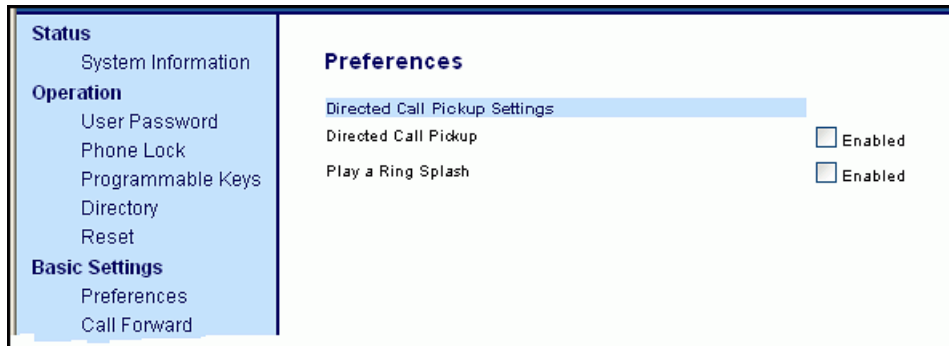 Status
System Information
Operation
User Password
Phone Lock
Programmable Keys
Directory
Reset
Basic Settings
Preferences
Call Forward
Preferences
Directed Call Pickup Settings
Directed Call Pickup
Enabled
Play a Ring Splash
Enabled